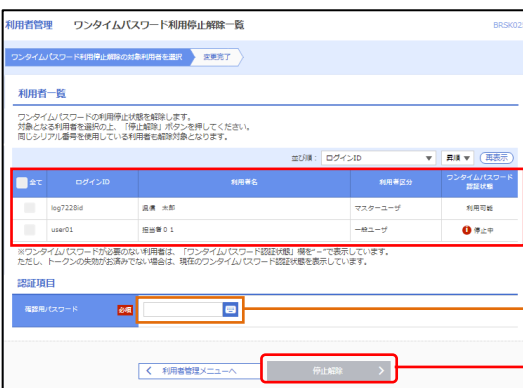 利用者管理 ワンタイムパスワード利用停止解除一覧 BRSK02
ワンタイムパスワード利用停止解除の対象利用者を選択 変更完了
利用者一覧
ワンタイムパスワードの利用停止状態を解除します。
対象となる利用者を選択の上、「停止解除」ボタンを押してください。
同じシリアル番号を使用している利用者も解除対象となります。
並び順： ログインID 昇順 再表示
全て ログインID 利用者名 利用者区分 ワンタイムパスワード
認証状態
log7228id 太郎 マスターユーザ 利用可能
user01 担当者０１ 一般ユーザ 停止中
※ワンタイムパスワードが必要のない利用者は、「ワンタイムパスワード認証状態」欄を"－"で表示しています。
ただし、トークンの失効がお済みでない場合は、現在のワンタイムパスワード認証状態を表示しています。
認証項目
確認用パスワード 必須
利用者管理メニューへ 停止解除